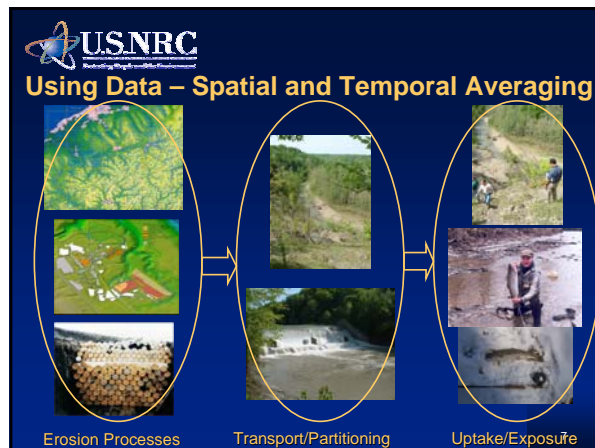 U.S.NRC
Using Data – Spatial and Temporal Averaging
Erosion Processes
Transport/Partitioning
Uptake/Exposure
7